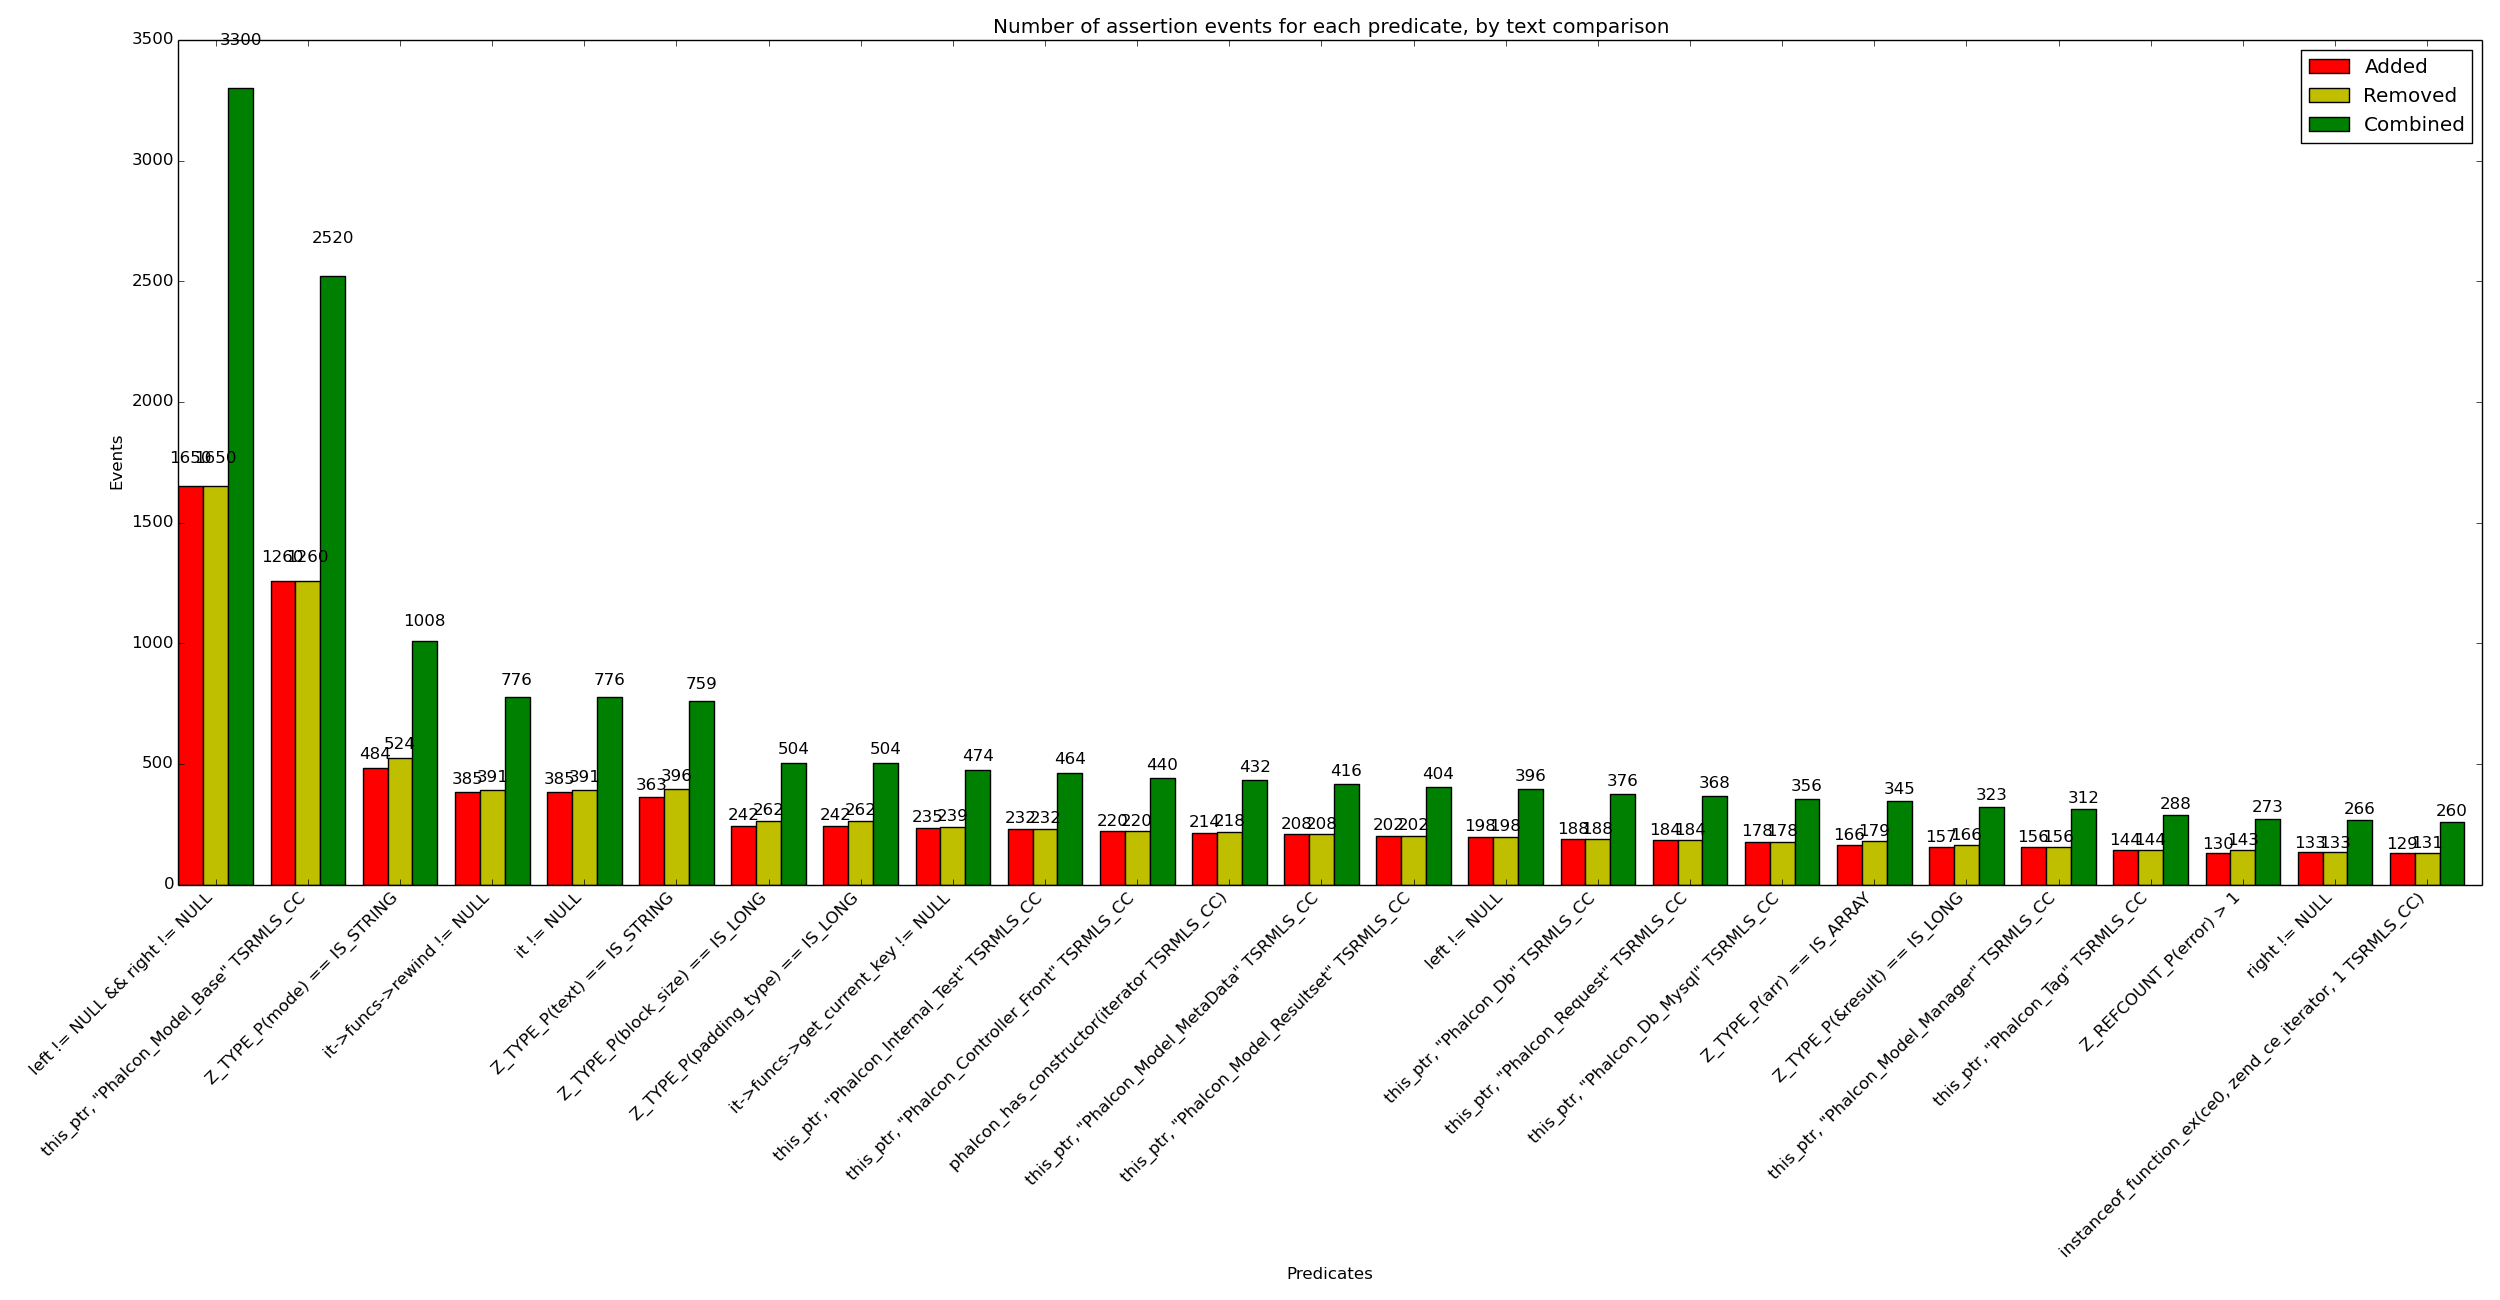 Number of assertion events for each predicate, by text comparison
3500
3000
2500
2000
1500
1000
500
0
Events
Added
Removed
Combined
1650 1650 3300
1260 1260 2520
484 524 1008
385 391 776
385 391 776
363 396 759
242 262 504
242 262 504
235 239 474
232 232 464
220 220 440
214 218 432
208 208 416
202 202 404
198 198 396
188 188 376
184 184 368
178 178 356
166 179 345
157 166 323
156 156 312
144 144 288
130 143 273
133 133 266
129 131 260
left != NULL && right != NULL
this_ptr, "Phalcon_Model_Base" TSRMLS_CC
Z_TYPE_P(mode) == IS_STRING
it->funcs->rewind != NULL
it != NULL
Z_TYPE_P(text) == IS_STRING
Z_TYPE_P(block_size) == IS_LONG
Z_TYPE_P(padding_type) == IS_LONG
it->funcs->get_current_key != NULL
this_ptr, "Phalcon_Internal_Test" TSRMLS_CC
this_ptr, "Phalcon_Controller_Front" TSRMLS_CC
phalcon_has_constructor(iterator TSRMLS_CC)
this_ptr, "Phalcon_Model_MetaData" TSRMLS_CC
this_ptr, "Phalcon_Model_Resultset" TSRMLS_CC
left != NULL
this_ptr, "Phalcon_Db" TSRMLS_CC
this_ptr, "Phalcon_Request" TSRMLS_CC
this_ptr, "Phalcon_Db_Mysql" TSRMLS_CC
Z_TYPE_P(arr) == IS_ARRAY
Z_TYPE_P(&result) == IS_LONG
this_ptr, "Phalcon_Model_Manager" TSRMLS_CC
this_ptr, "Phalcon_Tag" TSRMLS_CC
Z_REFCOUNT_P(error) > 1
right != NULL
instanceof_function_ex(ce0, zend_ce_iterator, 1 TSRMLS_CC)
Predicates